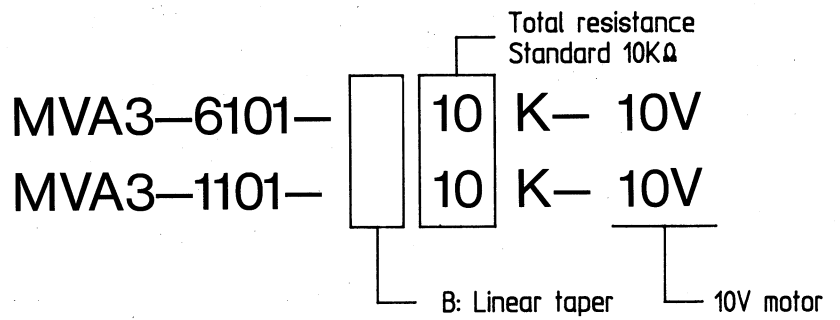 Total resistance
Standard 10KΩ
MVA3–6101– 10 K– 10V
MVA3–1101– 10 K– 10V
B: Linear taper
10V motor